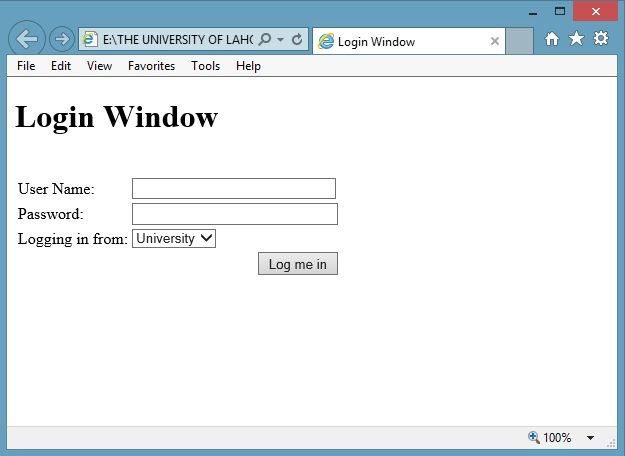 E:\THE UNIVERSITY OF LAH
Login Window
File Edit View Favorites Tools Help
Login Window
User Name:
Password:
Logging in from: University
Log me in
100%